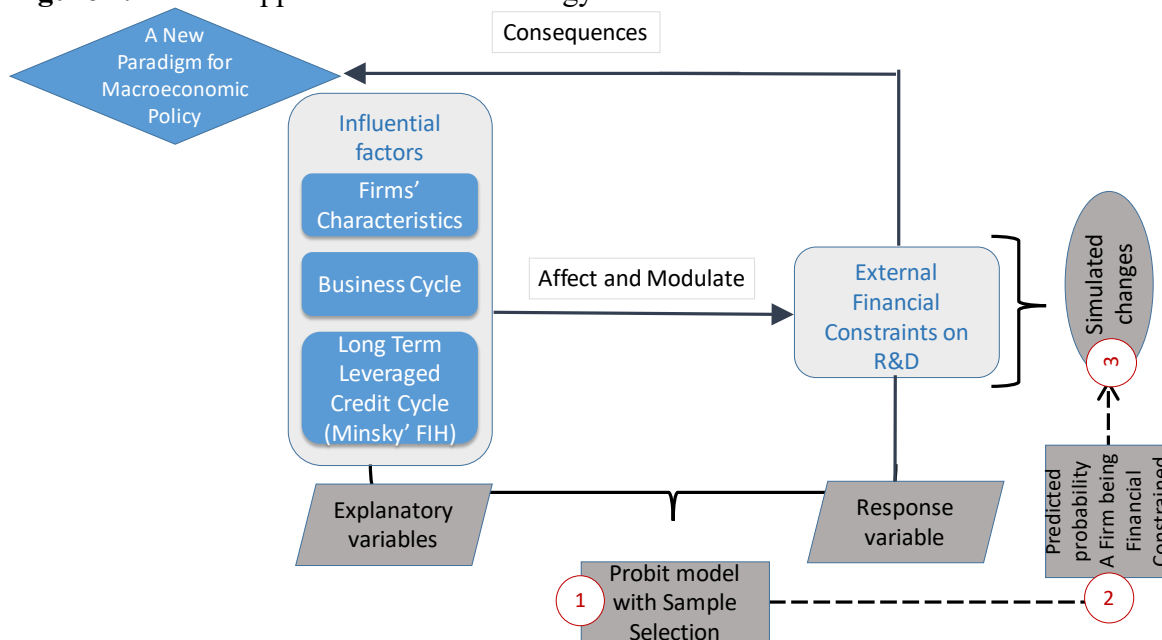 Consequences
A New
Paradigm for
Macroeconomic
Policy
Influential
factors
Firms’
Characteristics
Business Cycle
Long Term
Leveraged
Credit Cycle
(Minsky’ FIH)
Affect and Modulate
External
Financial
Constraints on
R&D
Simulated
changes
3
Explanatory
variables
Response
variable
Predicted
probability
A Firm being
Financial
Constrained
1
Probit model
with Sample
Selection
2